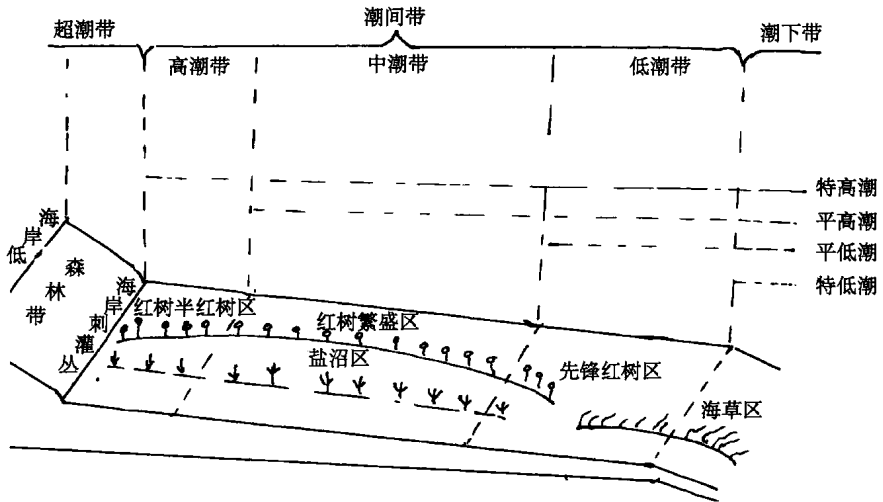 潮间带
超潮带
潮下带
高潮带
中潮带
低潮带
特高潮
平高潮
平低潮
特低潮
低海岸
森林带
海岸刺灌丛
红树半红树区
红树繁盛区
盐沼区
先锋红树区
海草区